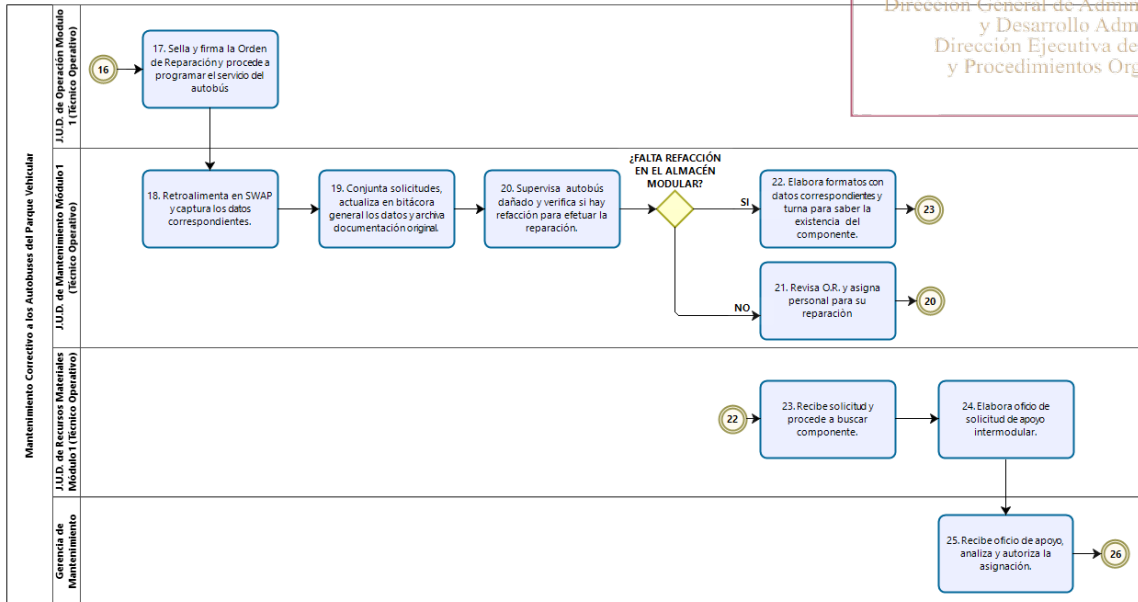 Dirección General de Admin
y Desarrollo Adm
Dirección Ejecutiva de
y Procedimientos Org
Mantenimiento Correctivo a los Autobuses del Parque Vehicular
J.U.D. de Operación Modulo
1 (Técnico Operativo)
16
17. Sella y firma la Orden
de Reparación y procede a
programar el servicio del
autobús
J.U.D. de Mantenimiento Módulo1
(Técnico Operativo)
18. Retroalimenta en SWAP
y captura los datos
correspondientes.
19. Conjunta solicitudes,
actualiza en bitácora
general los datos y archiva
documentación original.
20. Supervisa autobús
dañado y verifica si hay
refacción para efetuar la
reparación.
¿FALTA REFACCIÓN
EN EL ALMACÉN
MODULAR?
SI
22. Elabora formatos con
datos correspondientes y
turna para saber la
existencia del
componente.
23
NO
21. Revisa O.R. y asigna
personal para su
reparación
20
J.U.D. de Recursos Materiales
Módulo 1 (Técnico Operativo)
22
23. Recibe solicitud y
procede a buscar
componente.
24. Elabora oficio de
solicitud de apoyo
intermodular.
Gerencia de
Mantenimiento
25. Recibe oficio de apoyo,
analiza y autoriza la
asignación.
26